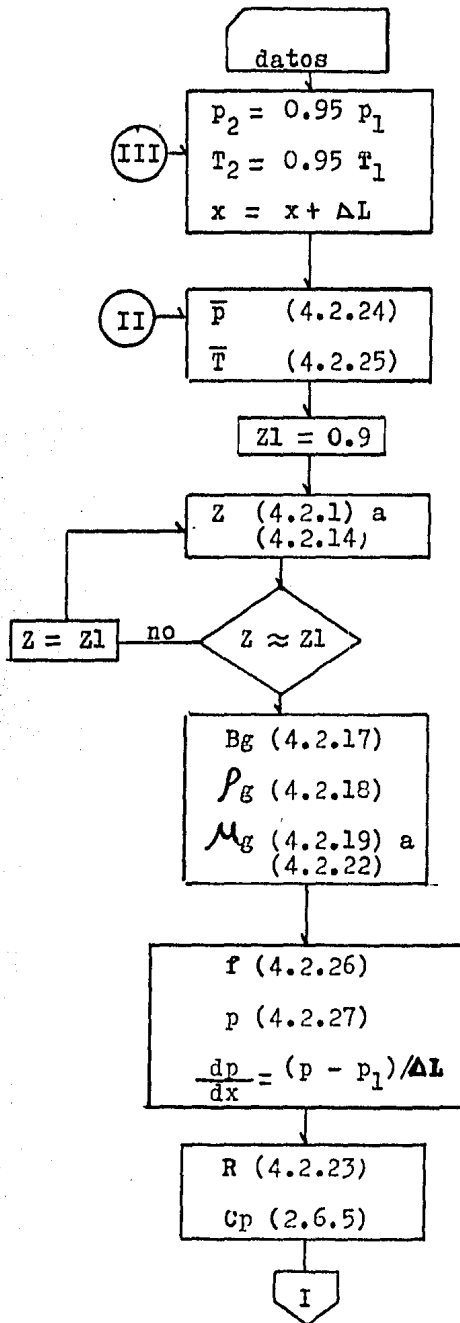 datos
p₂ = 0.95 p₁
III
T₂ = 0.95 T₁
x = x + ΔL
II
p̅ (4.2.24)
T̅ (4.2.25)
Z1 = 0.9
Z (4.2.1) a
(4.2.14)
Z = Z1
no
Z ≈ Z1
Bg (4.2.17)
ρg (4.2.18)
μg (4.2.19) a
(4.2.22)
f (4.2.26)
p (4.2.27)
dp/dx = (p - p₁)/ΔL
R (4.2.23)
Cp (2.6.5)
I